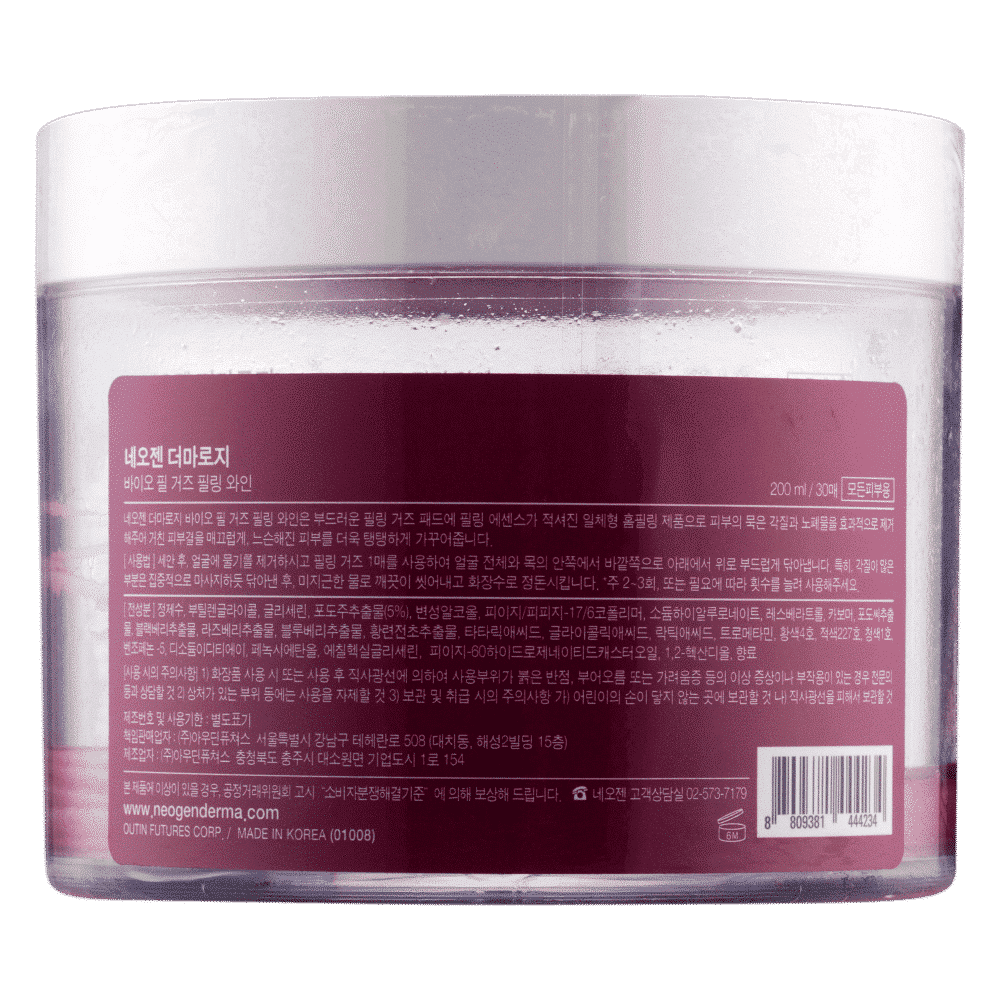 네오젠 더마로지
바이오 필 거즈 필링 와인
200 ml / 30매 모든피부용
네오젠 더마로지 바이오 필 거즈 필링 와인은 부드러운 필링 거즈 패드에 필링 에센스가 적셔진 일체형 홈필링 제품으로 피부의 묵은 각질과 노폐물을 효과적으로 제거
해주어 거친 피부결을 매끄럽게, 느슨해진 피부를 더욱 탱탱하게 가꾸어줍니다.
[사용법] 세안 후, 얼굴에 물기를 제거하시고 필링 거즈 1매를 사용하여 얼굴 전체와 목의 안쪽에서 바깥쪽으로 아래에서 위로 부드럽게 닦아냅니다. 특히, 각질이 많은
부분은 집중적으로 마사지하듯 닦아낸 후, 미지근한 물로 깨끗이 씻어내고 화장수로 정돈시킵니다. *주 2~3회, 또는 필요에 따라 횟수를 늘려 사용해주세요.
[전성분] 정제수, 부틸렌글라이콜, 글리세린, 포도주추출물(5%), 변성알코올, 피이지/피피지-17/6코폴리머, 소듐하이알루로네이트, 레스베라트롤, 카보머, 포도씨추출
물, 블랙베리추출물, 라즈베리추출물, 블루베리추출물, 황련전초추출물, 타타릭애씨드, 글라이콜릭애씨드, 락틱애씨드, 트로메타민, 황색4호, 적색227호, 청색1호,
벤조페논-5, 디소듐이디티에이, 페녹시에탄올, 에칠헥실글리세린, 피이지-60하이드로제네이티드캐스터오일, 1,2-헥산디올, 향료
[사용 시의 주의사항] 1) 화장품 사용 시 또는 사용 후 직사광선에 의하여 사용부위가 붉은 반점, 부어오름 또는 가려움증 등의 이상 증상이나 부작용이 있는 경우 전문의
등과 상담할 것 2) 상처가 있는 부위 등에는 사용을 자제할 것 3) 보관 및 취급 시의 주의사항 가) 어린이의 손이 닿지 않는 곳에 보관할 것 나) 직사광선을 피해서 보관할 것
제조번호 및 사용기한 : 별도표기
책임판매업자 : (주)아우딘퓨쳐스 서울특별시 강남구 테헤란로 508 (대치동, 해성2빌딩 15층)
제조업자 : (주)아우딘퓨쳐스 충청북도 충주시 대소원면 기업도시 1로 154
본 제품에 이상이 있을 경우, 공정거래위원회 고시 "소비자분쟁해결기준" 에 의해 보상해 드립니다. ☎ 네오젠 고객상담실 02-573-7179
www.neogenderma.com
OUTIN FUTURES CORP. / MADE IN KOREA (01008)
6M
8 809381 444234